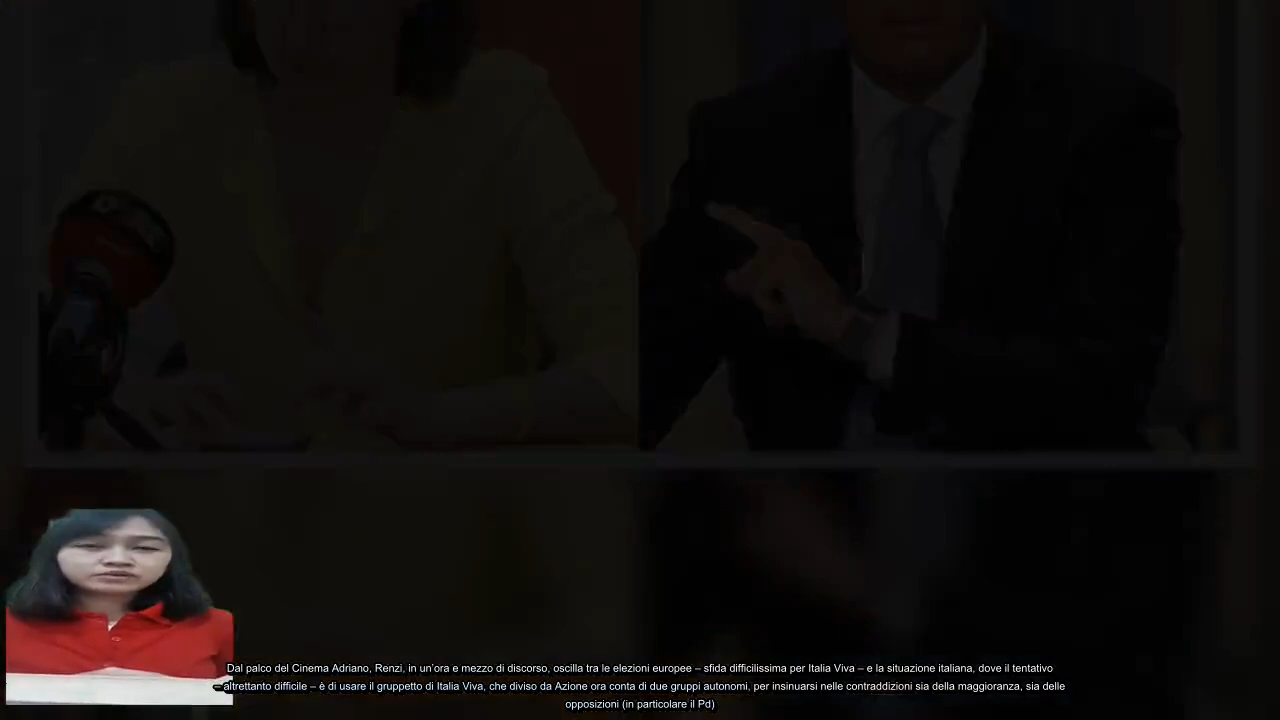 Dal palco del Cinema Adriano, Renzi, in un'ora e mezzo di discorso, oscilla tra le elezioni europee – sfida difficilissima per Italia Viva – e la situazione italiana, dove il tentativo
– altrettanto difficile – è di usare il gruppetto di Italia Viva, che diviso da Azione ora conta di due gruppi autonomi, per insinuarsi nelle contraddizioni sia della maggioranza, sia delle
opposizioni (in particolare il Pd)